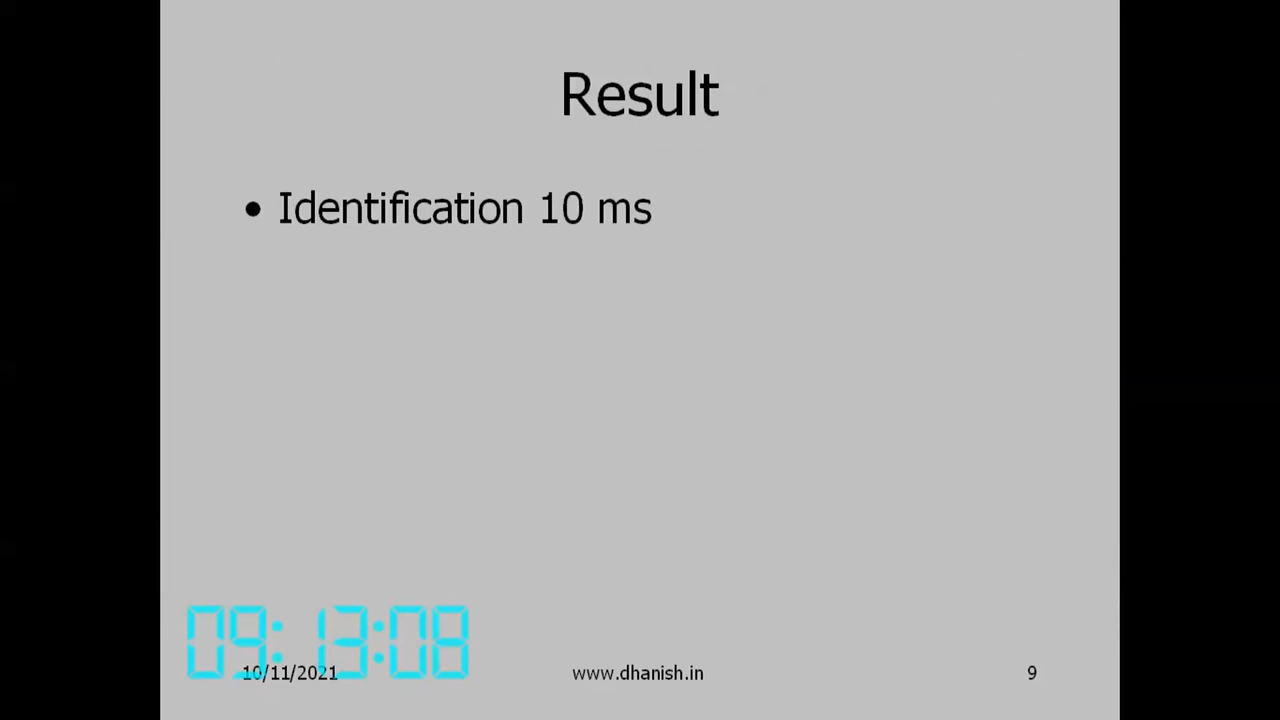 Result
• Identification 10 ms
09:13:08
10/11/2021
www.dhanish.in
9